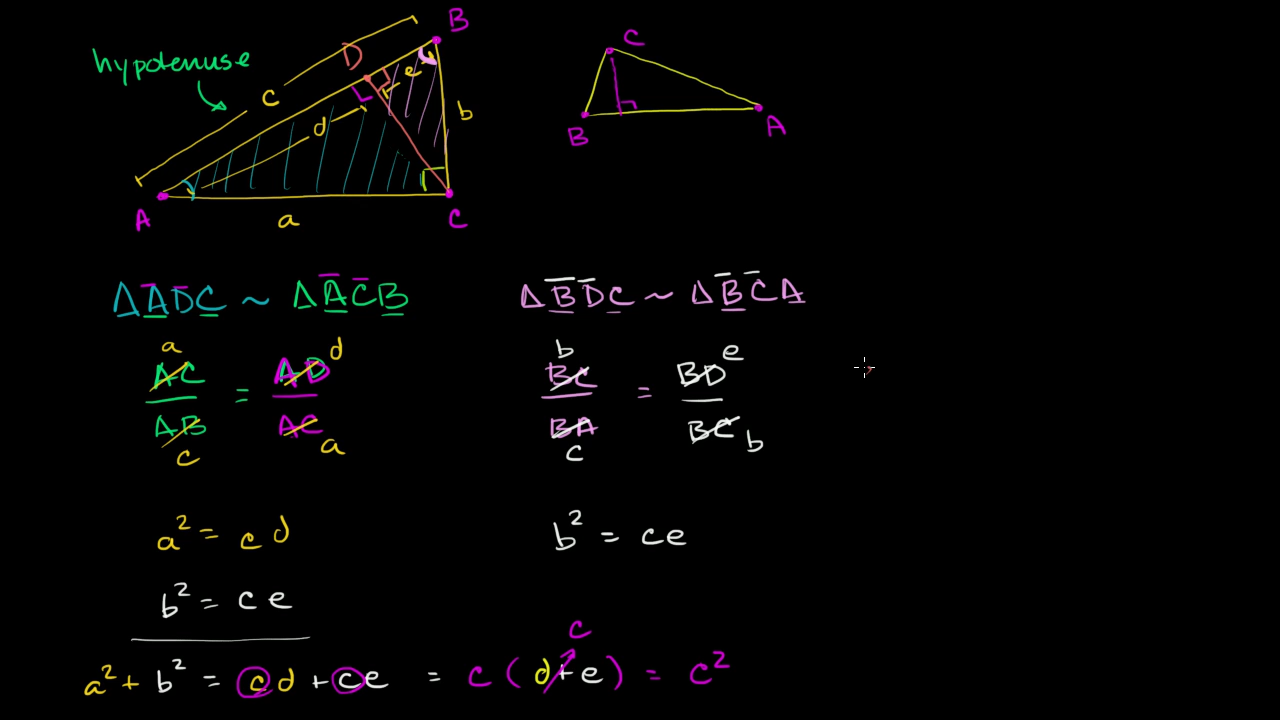 hypotenuse
c
D
B
e
d
b
A
a
C
C
B
A
ΔADC ~ ΔACB
ΔBDC ~ ΔBCA
a
d
AC/AB = AD/AC
c
a
b
e
BC/BA = BD/BC
c
b
a² = cd
b² = ce
b² = ce
c
a² + b² = cd + ce = c(d+e) = c²